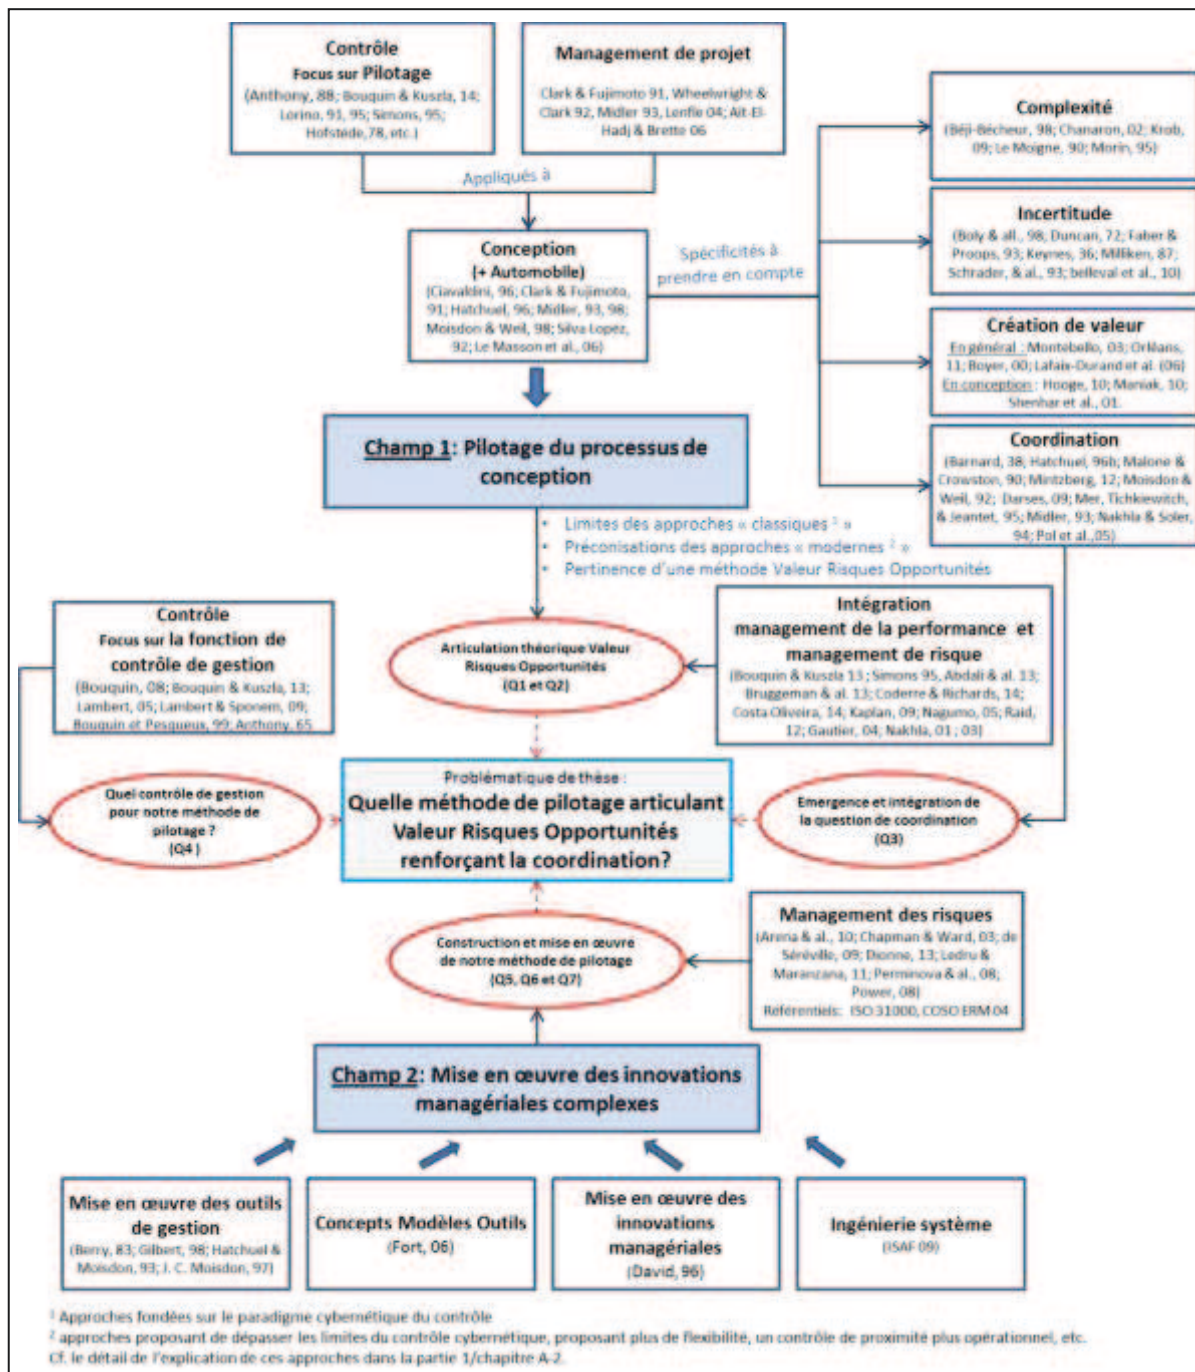 Contrôle
Focus sur Pilotage
(Anthony, 88; Bouquin & Kuszla, 14;
Lorino, 91, 95; Simons, 95;
Hofstede, 78, etc.)
Management de projet
Clark & Fujimoto 91, Wheelwright &
Clark 92, Midler 93, Lenfle 04; Ait-El-
Hadj & Brette 06
Appliqués à
Conception
(+ Automobile)
(Ciavaldini, 96; Clark & Fujimoto,
91; Hatchuel, 96; Midler, 93, 98;
Moisdon & Weil, 98; Silva Lopez,
92; Le Masson et al., 06)
Spécificités à
prendre en compte
Complexité
(Béji-Bécheur, 98; Chanaron, 02; Krob,
09; Le Moigne, 90; Morin, 95)
Incertitude
(Boly & all., 98, Duncan, 72; Faber &
Proops, 93; Keynes, 36; Milliken, 87;
Schrader, & al., 93; belleval et al., 10)
Création de valeur
En général : Montebello, 03; Orléans,
11; Boyer, 00; Lafaix-Durand et al. (06)
En conception : Hooge, 10; Maniak, 10;
Shenhar et al., 01.
Coordination
(Barnard, 38, Hatchuel, 96b; Malone &
Crowston, 90; Mintzberg, 12; Moisdon &
Weil, 92; Darses, 09; Mer, Tichkiewitch,
& Jeantet, 95; Midler, 93; Nakhla & Soler,
94; Pol et al.,05)
Champ 1: Pilotage du processus de
conception
• Limites des approches « classiques 1 »
• Préconisations des approches « modernes 2 »
• Pertinence d'une méthode Valeur Risques Opportunités
Contrôle
Focus sur la fonction de
contrôle de gestion
(Bouquin, 08; Bouquin & Kuszla, 13;
Lambert, 05; Lambert & Sponem, 09;
Bouquin et Pesqueux, 99; Anthony, 65
Articulation théorique Valeur
Risques Opportunités
(Q1 et Q2)
Intégration
management de la performance et
management de risque
(Bouquin & Kuszla 13 ; Simons 95, Abdali & al. 13;
Bruggeman & al. 13; Coderre & Richards, 14;
Costa Oliveira, 14; Kaplan, 09; Nagumo, 05; Raid,
12; Gautier, 04; Nakhla, 01 ; 03)
Quel contrôle de gestion
pour notre méthode de
pilotage ?
(Q4 )
Problématique de thèse :
Quelle méthode de pilotage articulant
Valeur Risques Opportunités
renforçant la coordination?
Emergence et intégration de
la question de coordination
(Q3)
Construction et mise en œuvre
de notre méthode de pilotage
(Q5, Q6 et Q7)
Management des risques
(Arena & al., 10; Chapman & Ward, 03; de
Séréville, 09; Dionne, 13; Ledru &
Maranzana, 11; Perminova & al., 08;
Power, 08)
Référentiels: ISO 31000, COSO ERM 04
Champ 2: Mise en œuvre des innovations
managériales complexes
Mise en œuvre des outils
de gestion
(Berry, 83; Gilbert, 98; Hatchuel &
Moisdon, 93; J. C. Moisdon, 97)
Concepts Modèles Outils
(Fort, 06)
Mise en œuvre des
innovations
managériales
(David, 96)
Ingénierie système
(ISAF 09)
1 Approches fondées sur le paradigme cybernétique du contrôle
2 approches proposant de dépasser les limites du contrôle cybernétique, proposant plus de flexibilité, un contrôle de proximité plus opérationnel, etc.
Cf. le détail de l'explication de ces approches dans la partie 1/chapitre A-2.